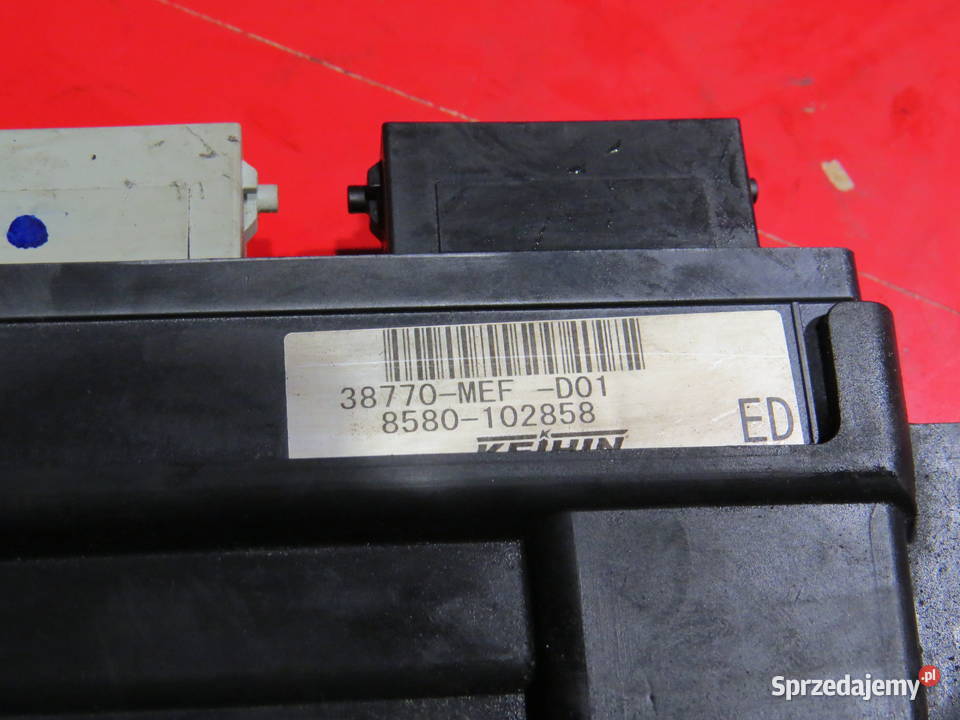 38770-MEF -D01
8580-102858
KEIHIN
ED
Sprzedajemy.pl